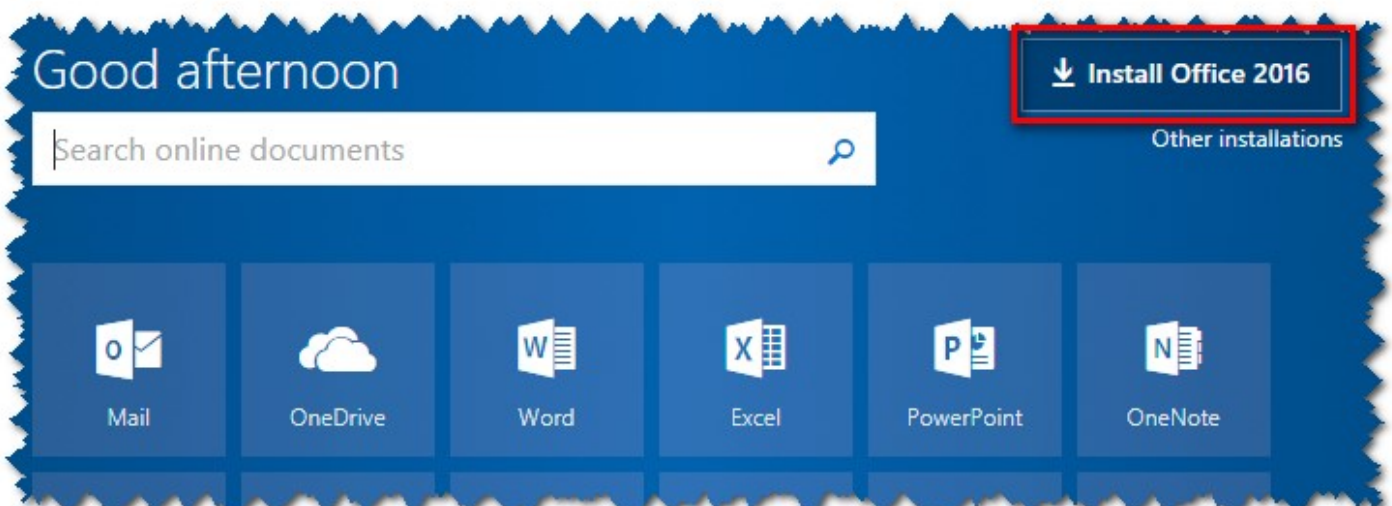 Good afternoon
Install Office 2016
Search online documents
Other installations
O
W
X
P
N
Mail
OneDrive
Word
Excel
PowerPoint
OneNote